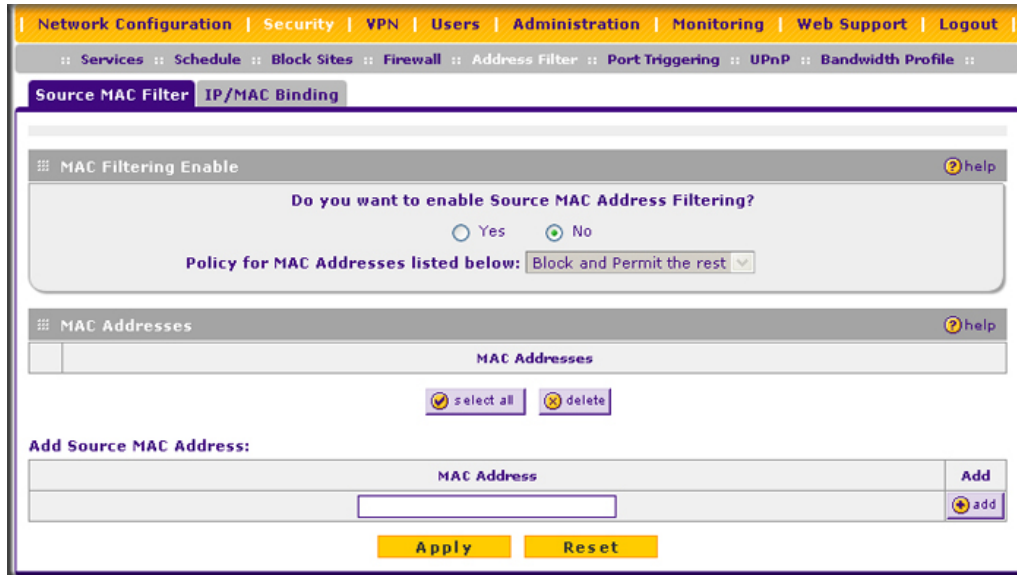 | Network Configuration | Security | VPN | Users | Administration | Monitoring | Web Support | Logout |
:: Services :: Schedule :: Block Sites :: Firewall :: Address Filter :: Port Triggering :: UPnP :: Bandwidth Profile ::
Source MAC Filter IP/MAC Binding
MAC Filtering Enable ? help
Do you want to enable Source MAC Address Filtering?
Yes No
Policy for MAC Addresses listed below: Block and Permit the rest
MAC Addresses ? help
MAC Addresses
select all delete
Add Source MAC Address:
MAC Address Add
add
Apply Reset